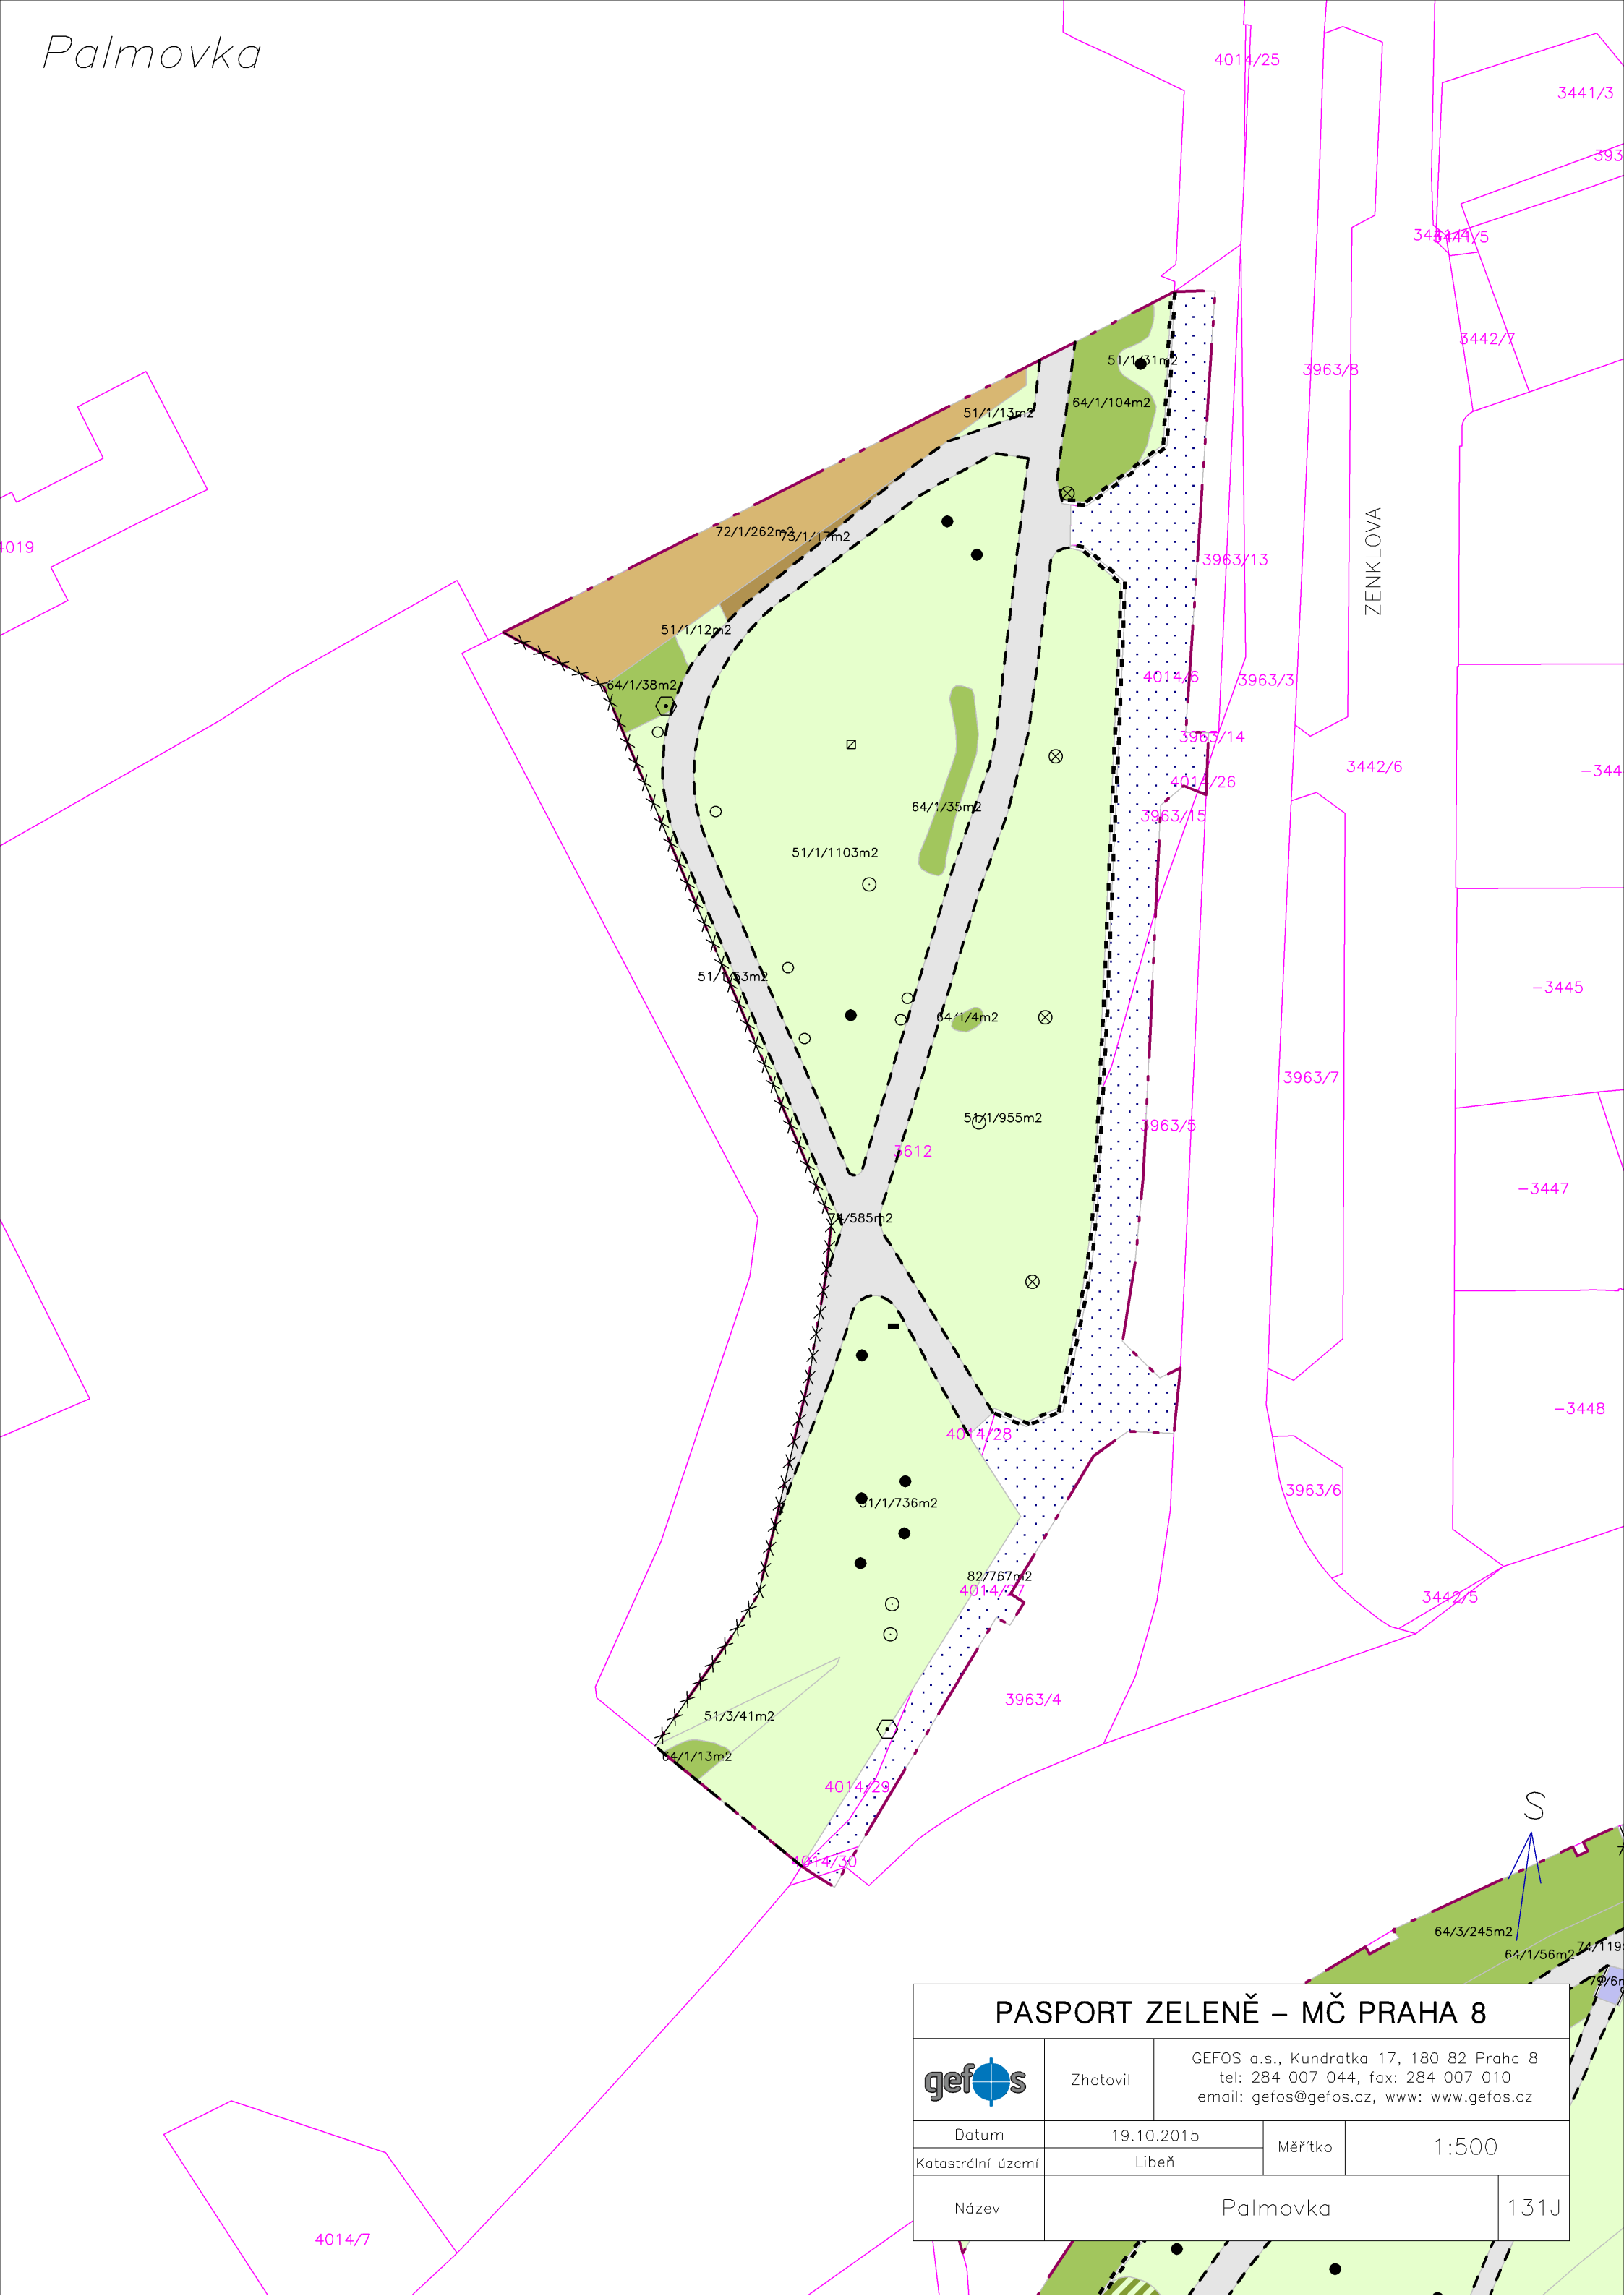 Palmovka
4014/25
3441/3
3441/5
3442/7
3963/8
51/1/31m2
64/1/104m2
51/1/13m2
72/1/262m2
73/1/17m2
ZENKLOVA
4019
3963/13
51/1/12m2
64/1/38m2
4014/6
3963/3
3963/14
3442/6
4014/26
3963/15
64/1/35m2
51/1/1103m2
51/1/53m2
-3445
64/1/4m2
3963/7
51/1/955m2
3963/5
3612
-3447
74/585m2
-3448
4014/28
3963/6
51/1/736m2
82/767m2
4014/27
3442/5
3963/4
51/3/41m2
64/1/13m2
4014/29
4014/30
S
64/3/245m2
64/1/56m2
PASPORT ZELENĚ – MČ PRAHA 8
gefos
Zhotovil
GEFOS a.s., Kundratka 17, 180 82 Praha 8
tel: 284 007 044, fax: 284 007 010
email: gefos@gefos.cz, www: www.gefos.cz
Datum
19.10.2015
Měřítko
1:500
Katastrální území
Libeň
Název
Palmovka
131J
4014/7